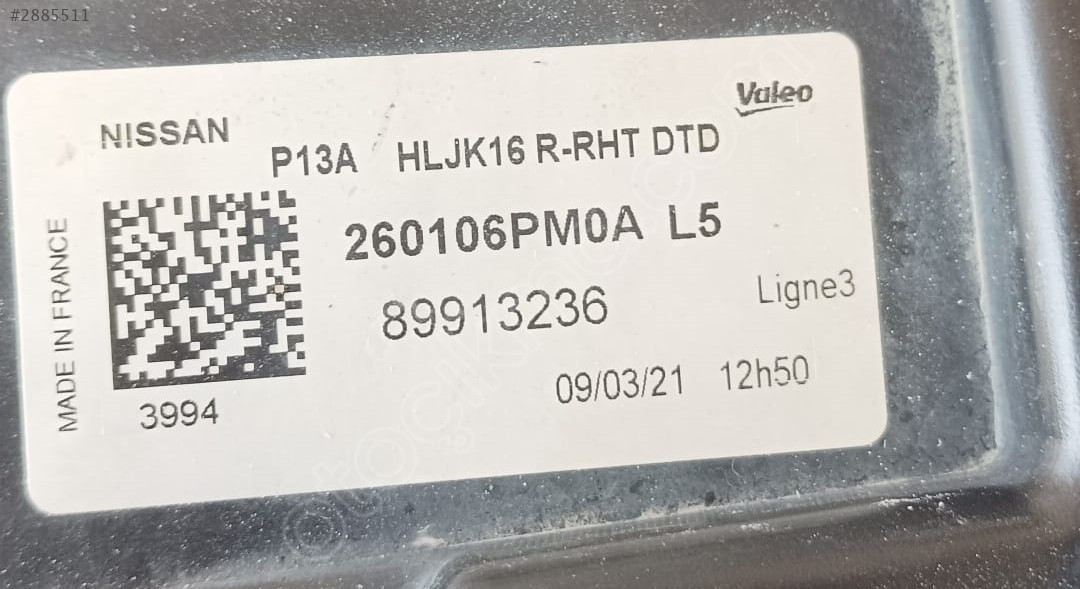 #2885511
Valeo
NISSAN
P13A HLJK16 R-RHT DTD
260106PM0A L5
89913236
Ligne3
09/03/21 12h50
3994
MADE IN FRANCE